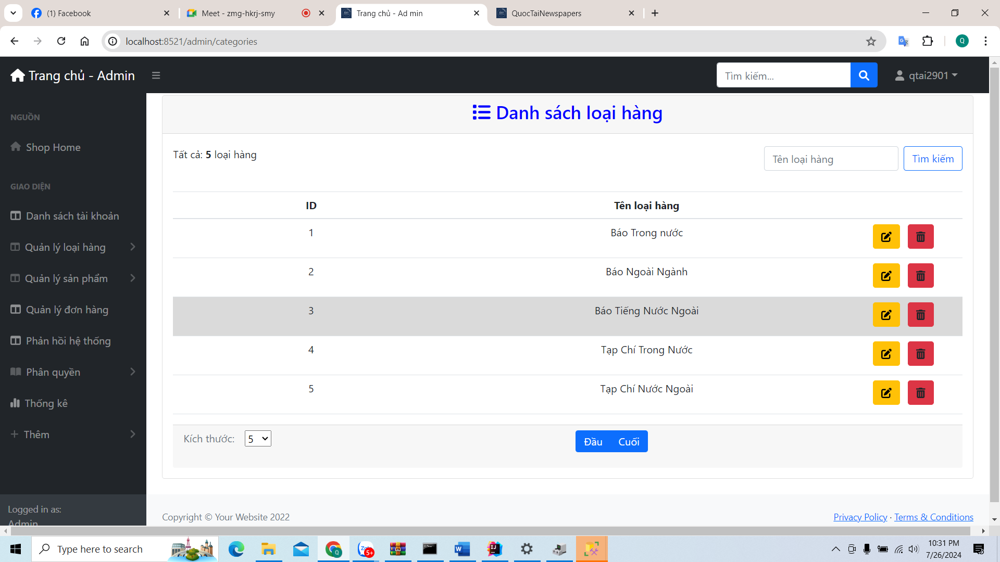 (1) Facebook
Meet - zmg-hkrj-smy
Trang chủ - Ad min
QuocTaiNewspapers
localhost:8521/admin/categories
Q
Trang chủ - Admin
Tìm kiếm...
qtai2901
NGUỒN
Shop Home
GIAO DIỆN
Danh sách tài khoản
Quản lý loại hàng
Quản lý sản phẩm
Quản lý đơn hàng
Phản hồi hệ thống
Phân quyền
Thống kê
Thêm
Logged in as:
Admin
Danh sách loại hàng
Tất cả: 5 loại hàng
Tên loại hàng
Tìm kiếm
ID Tên loại hàng
1 Báo Trong nước
2 Báo Ngoài Ngành
3 Báo Tiếng Nước Ngoài
4 Tạp Chí Trong Nước
5 Tạp Chí Nước Ngoài
Kích thước: 5
Đầu Cuối
Copyright © Your Website 2022
Privacy Policy · Terms & Conditions
Type here to search
5+
10:31 PM
7/26/2024